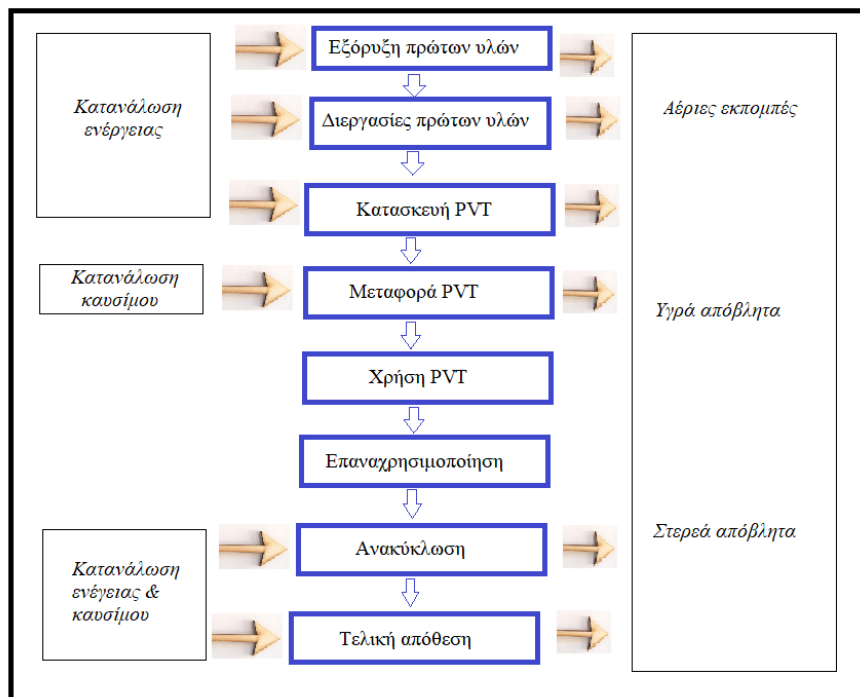 Εξόρυξη πρώτων υλών
Κατανάλωση
ενέργειας
Αέριες εκπομπές
Διεργασίες πρώτων υλών
Κατασκευή PVT
Κατανάλωση
καυσίμου
Μεταφορά PVT
Υγρά απόβλητα
Χρήση PVT
Επαναχρησιμοποίηση
Ανακύκλωση
Στερεά απόβλητα
Κατανάλωση
ενέγειας &
καυσίμου
Τελική απόθεση